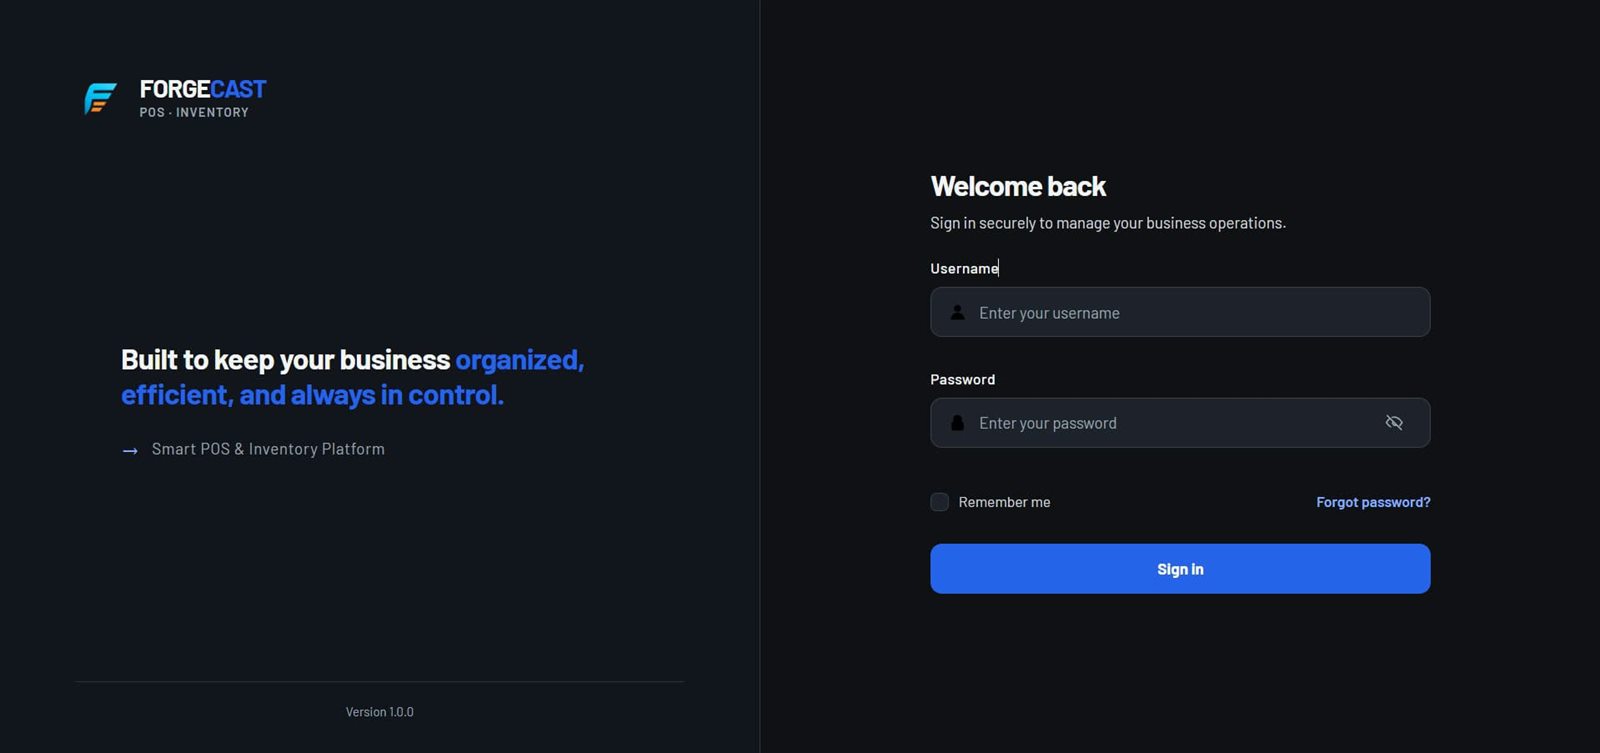 FORGECAST
POS · INVENTORY
Built to keep your business organized,
efficient, and always in control.
→ Smart POS & Inventory Platform
Version 1.0.0
Welcome back
Sign in securely to manage your business operations.
Username
Enter your username
Password
Enter your password
Remember me
Forgot password?
Sign in